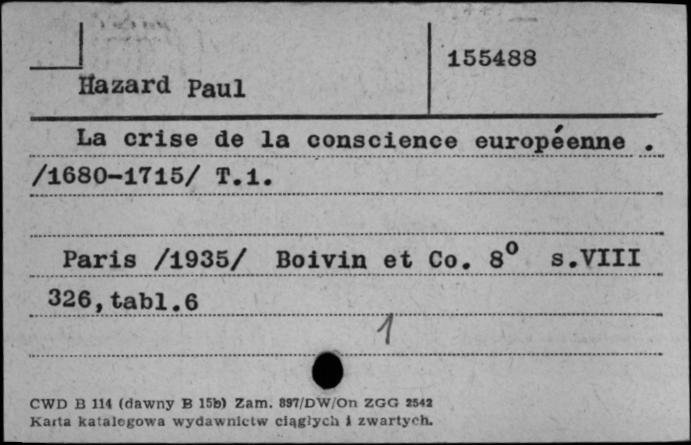 155488
Hazard Paul
La crise de la conscience européenne .
/1680-1715/ T.1.
Paris /1935/ Boivin et Co. 8⁰ s.VIII
326,tabl.6
1
CWD B 114 (dawny B 15b) Zam. 897/DW/On ZGG 2542
Karta katalogowa wydawnictw ciągłych i zwartych.